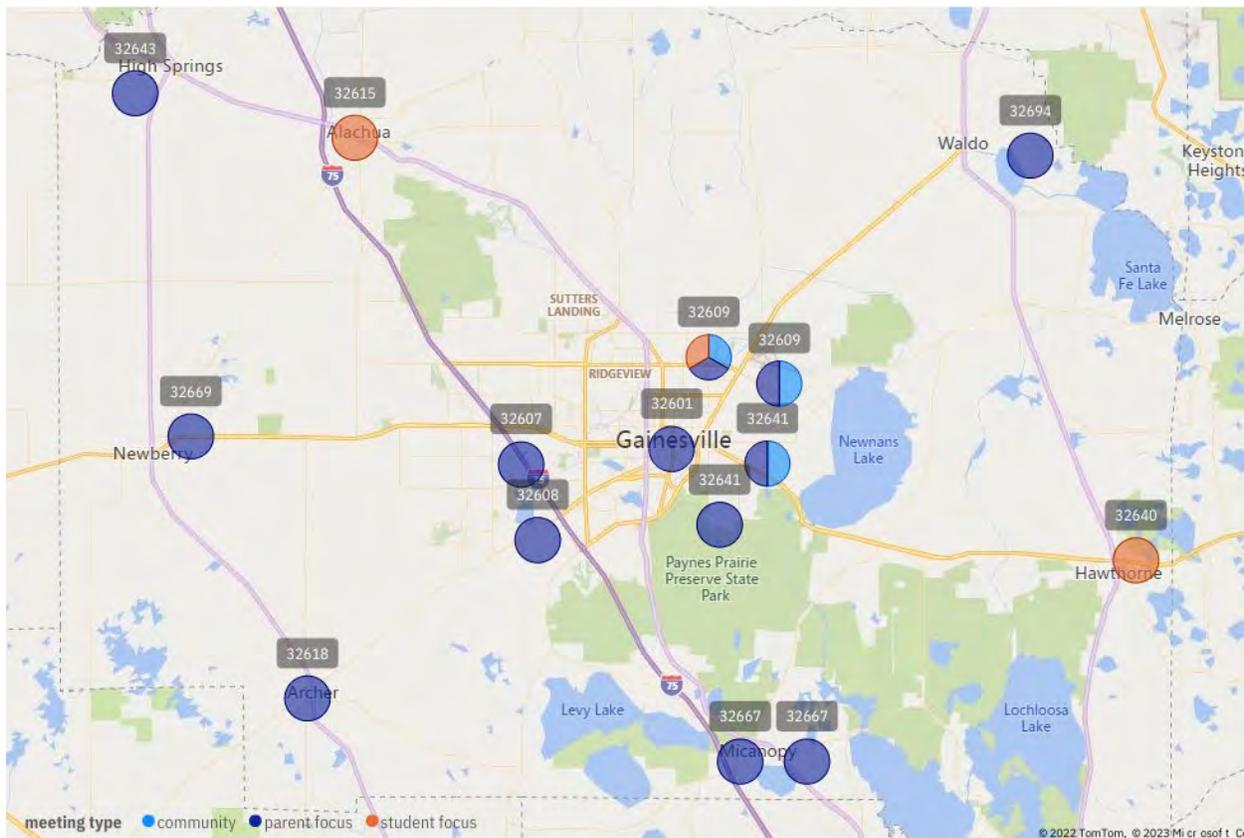 32643
High Springs
32615
Alachua
75
32694
Waldo
Keystone
Heights
Santa
Fe Lake
Melrose
SUTTERS
LANDING
32609
32609
RIDGEVIEW
32669
Newberry
32607
32601
Gainesville
32641
Newnans
Lake
32608
32641
Paynes Prairie
Preserve State
Park
32640
Hawthorne
32618
Archer
75
Levy Lake
32667
32667
Micanopy
Lochloosa
Lake
meeting type community parent focus student focus
© 2022 TomTom, © 2023 Microsoft Co